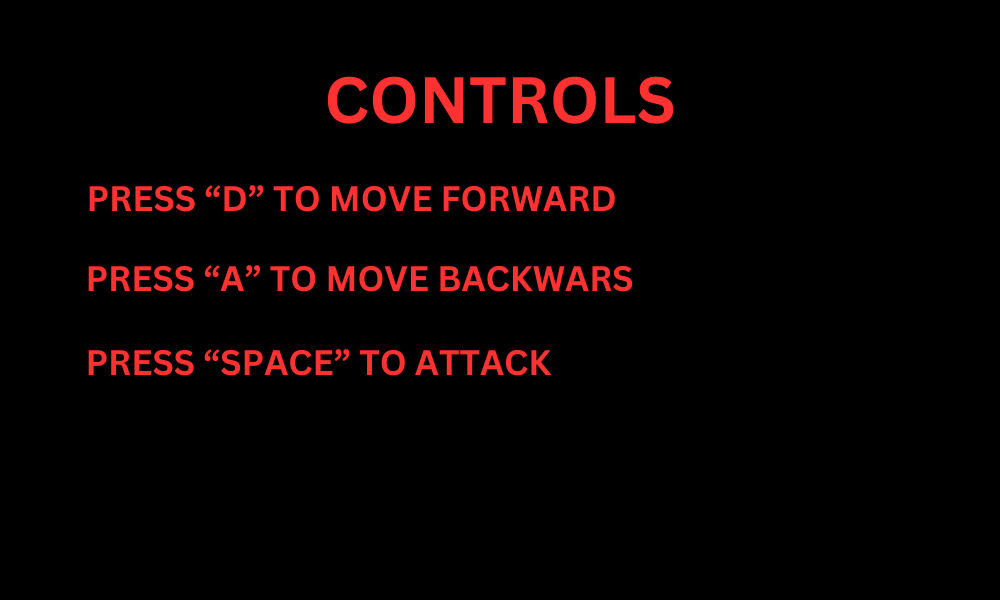 CONTROLS
PRESS “D” TO MOVE FORWARD
PRESS “A” TO MOVE BACKWARS
PRESS “SPACE” TO ATTACK